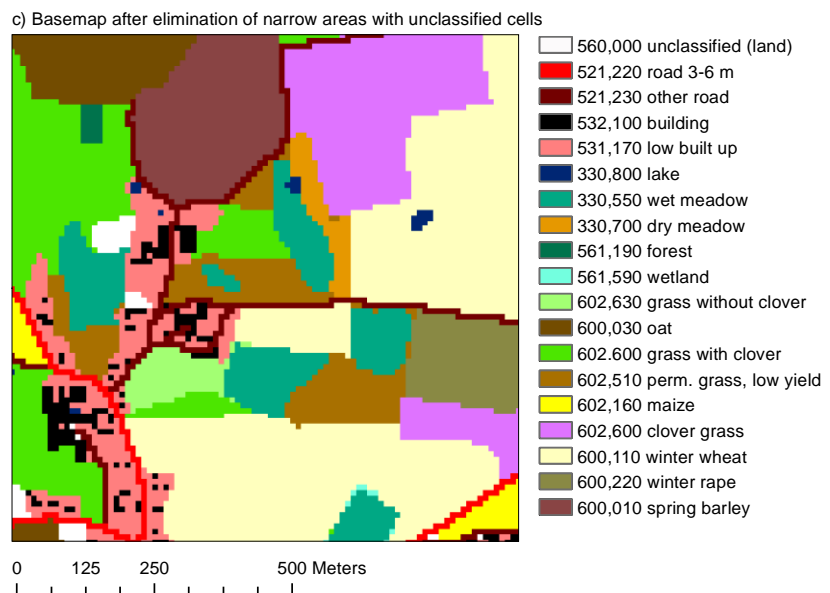 c) Basemap after elimination of narrow areas with unclassified cells
560,000 unclassified (land)
521,220 road 3-6 m
521,230 other road
532,100 building
531,170 low built up
330,800 lake
330,550 wet meadow
330,700 dry meadow
561,190 forest
561,590 wetland
602,630 grass without clover
600,030 oat
602.600 grass with clover
602,510 perm. grass, low yield
602,160 maize
602,600 clover grass
600,110 winter wheat
600,220 winter rape
600,010 spring barley
0 125 250 500 Meters